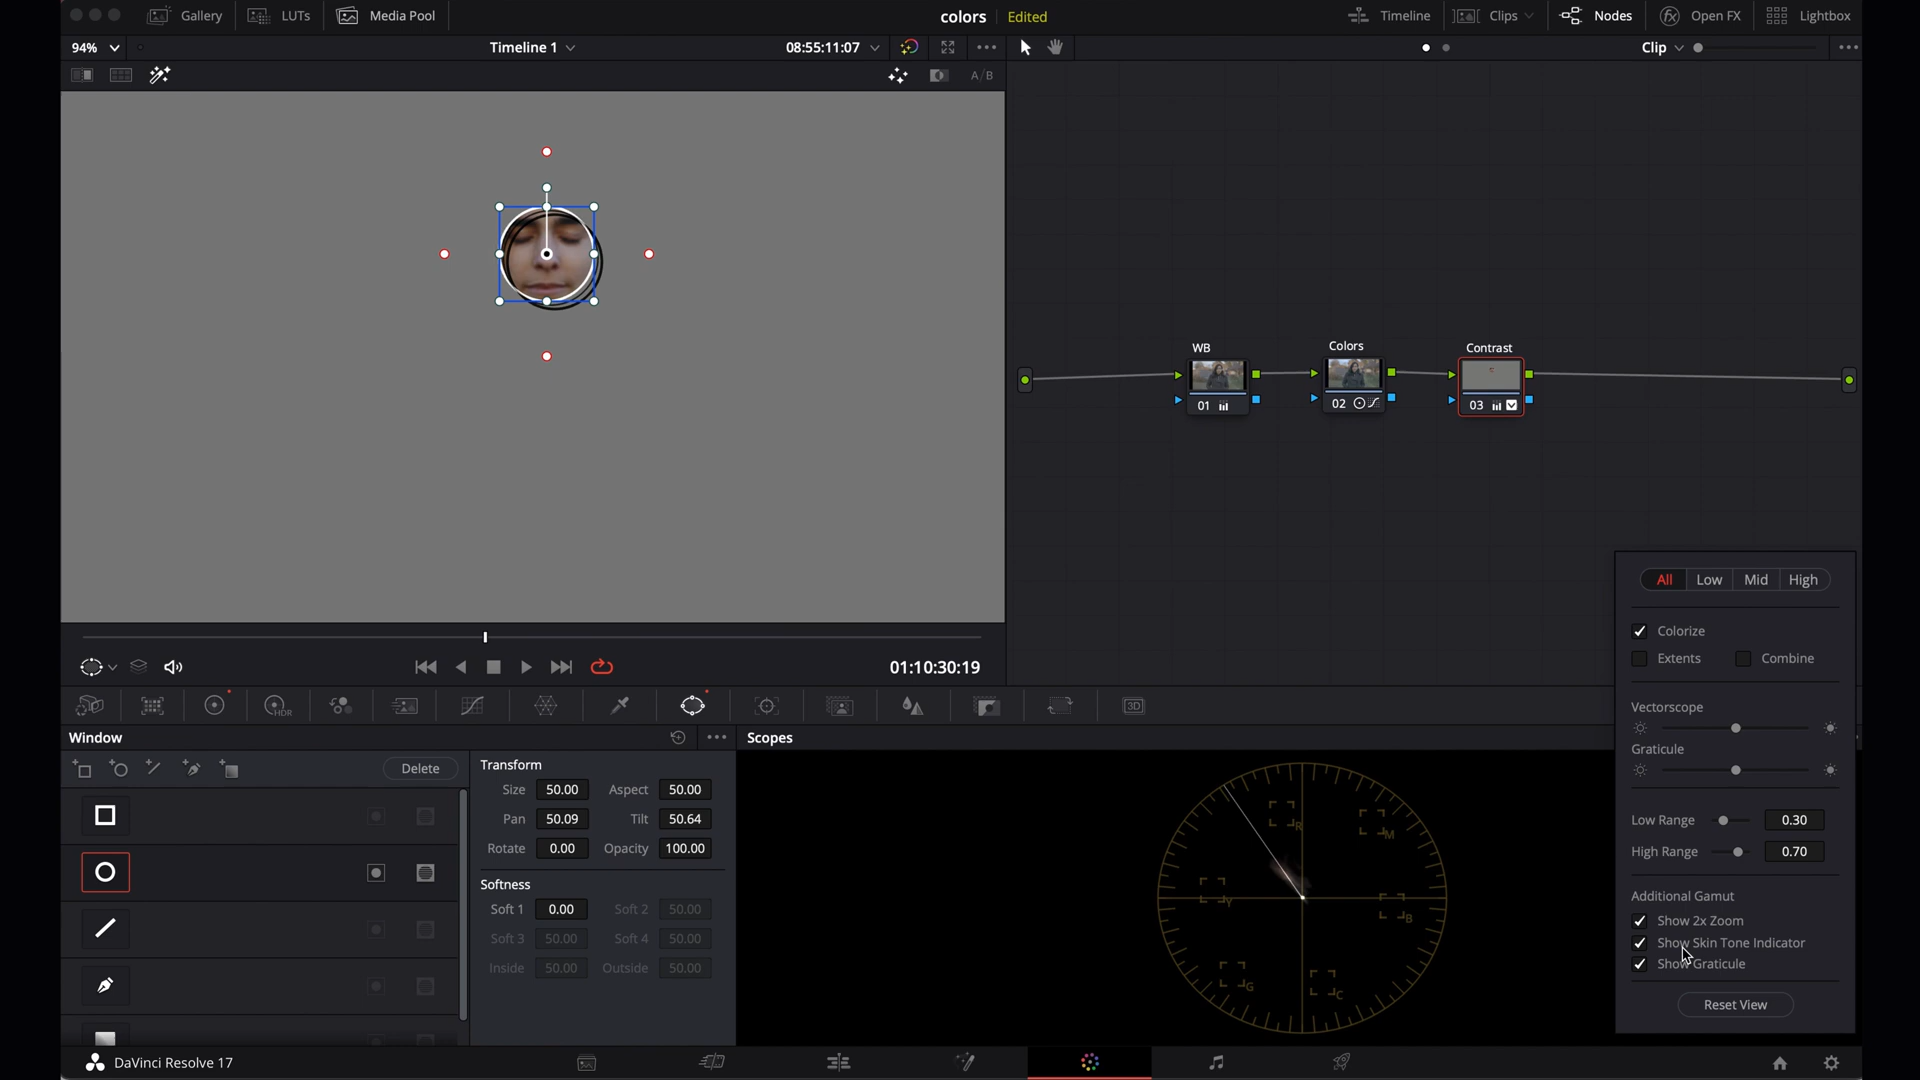 Gallery LUTs Media Pool colors Edited Timeline Clips Nodes Open FX Lightbox
94% Timeline 1 08:55:11:07 Clip
A/B
WB Colors Contrast
01 02 03
All Low Mid High
Colorize
Extents Combine
01:10:30:19
HDR 3D
Vectorscope
Window Scopes
Graticule
Delete
Transform
Size 50.00 Aspect 50.00
Pan 50.09 Tilt 50.64
Rotate 0.00 Opacity 100.00
Low Range 0.30
High Range 0.70
Softness
Soft 1 0.00 Soft 2 50.00
Soft 3 50.00 Soft 4 50.00
Inside 50.00 Outside 50.00
R M
Y B
G C
Additional Gamut
Show 2x Zoom
Show Skin Tone Indicator
Show Graticule
Reset View
DaVinci Resolve 17